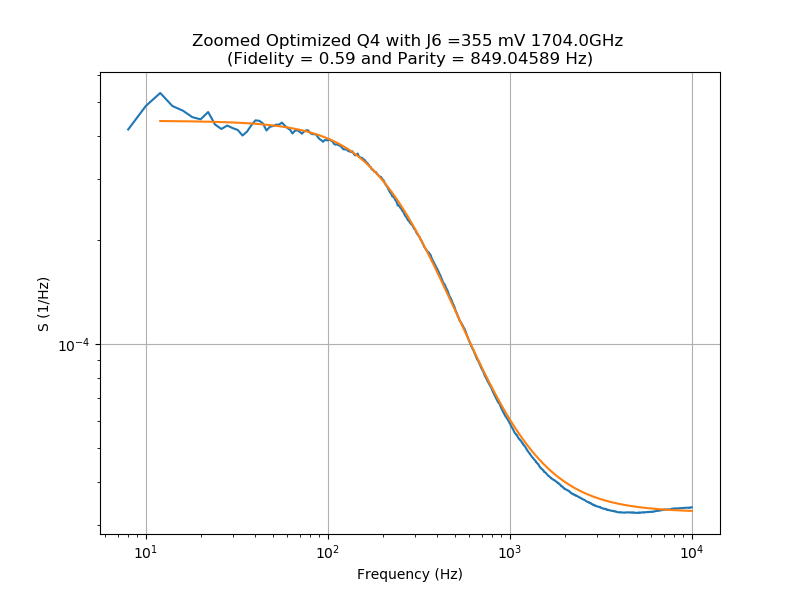 Zoomed Optimized Q4 with J6 =355 mV 1704.0GHz
(Fidelity = 0.59 and Parity = 849.04589 Hz)
S (1/Hz)
10⁻⁴
10¹ 10² 10³ 10⁴
Frequency (Hz)